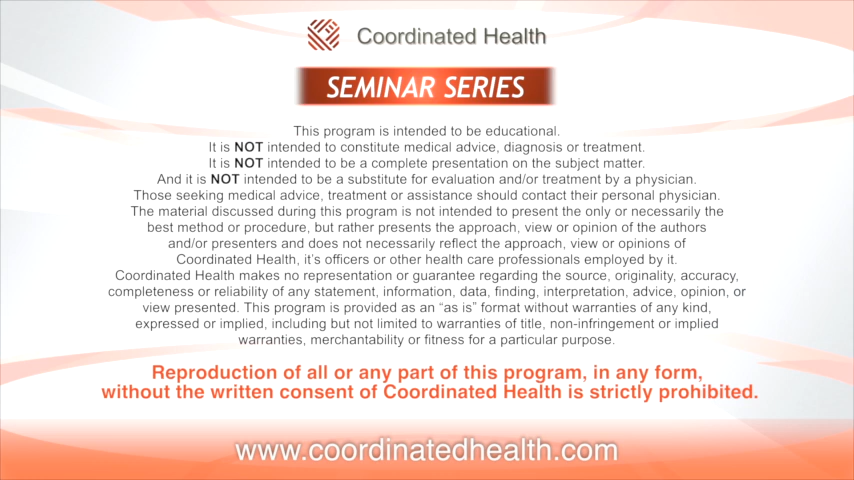 Coordinated Health
SEMINAR SERIES
This program is intended to be educational.
It is NOT intended to constitute medical advice, diagnosis or treatment.
It is NOT intended to be a complete presentation on the subject matter.
And it is NOT intended to be a substitute for evaluation and/or treatment by a physician.
Those seeking medical advice, treatment or assistance should contact their personal physician.
The material discussed during this program is not intended to present the only or necessarily the
best method or procedure, but rather presents the approach, view or opinion of the authors
and/or presenters and does not necessarily reflect the approach, view or opinions of
Coordinated Health, it's officers or other health care professionals employed by it.
Coordinated Health makes no representation or guarantee regarding the source, originality, accuracy,
completeness or reliability of any statement, information, data, finding, interpretation, advice, opinion, or
view presented. This program is provided as an “as is” format without warranties of any kind,
expressed or implied, including but not limited to warranties of title, non-infringement or implied
warranties, merchantability or fitness for a particular purpose.
Reproduction of all or any part of this program, in any form,
without the written consent of Coordinated Health is strictly prohibited.
www.coordinatedhealth.com